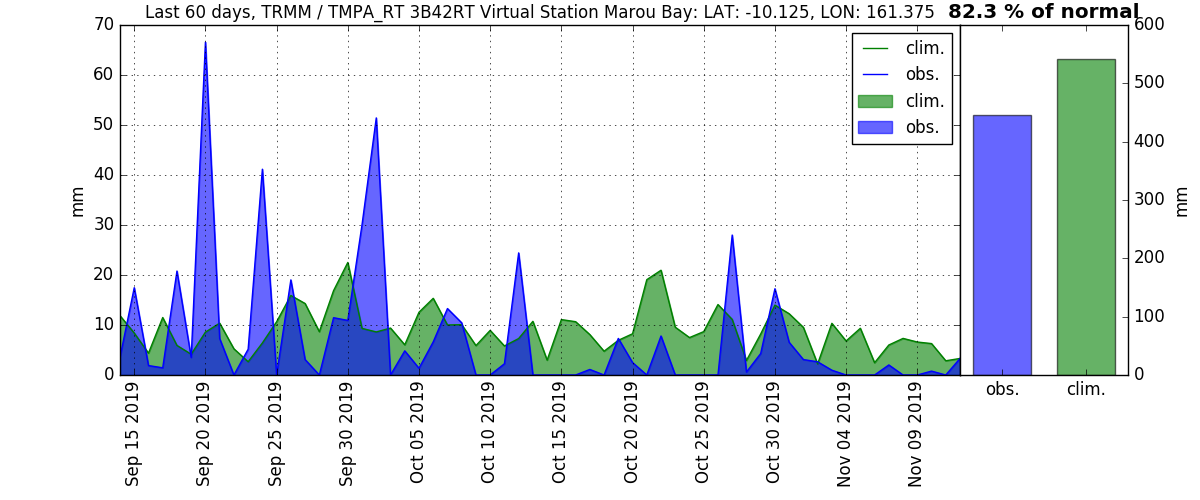 Last 60 days, TRMM / TMPA_RT 3B42RT Virtual Station Marou Bay: LAT: -10.125, LON: 161.375 82.3 % of normal
70
60
50
40
30
20
10
0
mm
clim.
obs.
clim.
obs.
600
500
400
300
200
100
0
mm
obs.
clim.
Sep 15 2019
Sep 20 2019
Sep 25 2019
Sep 30 2019
Oct 05 2019
Oct 10 2019
Oct 15 2019
Oct 20 2019
Oct 25 2019
Oct 30 2019
Nov 04 2019
Nov 09 2019